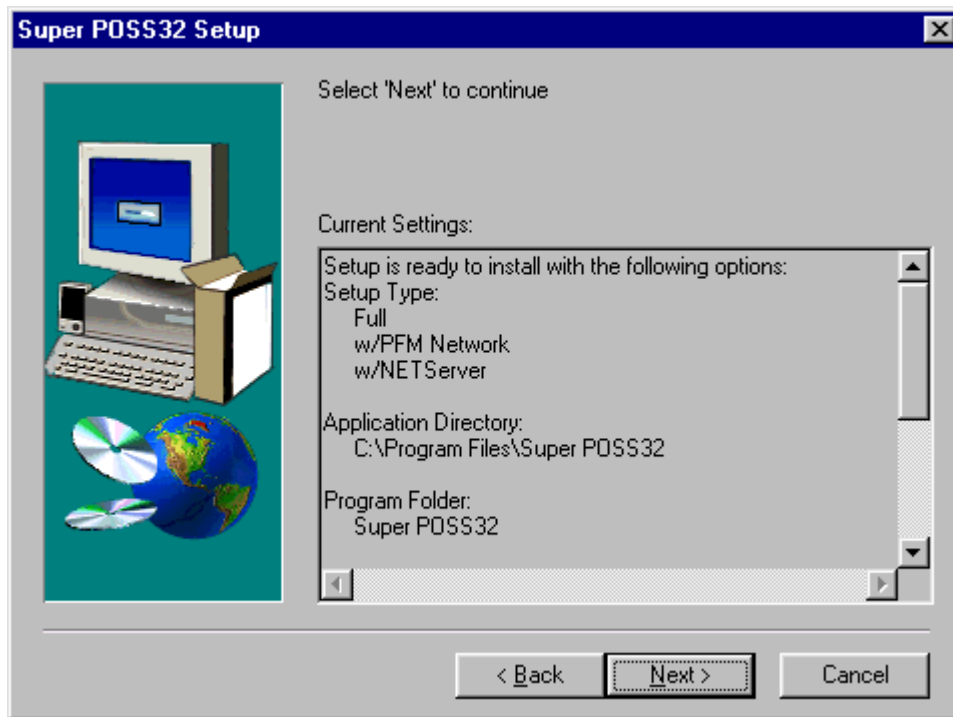 Super POSS32 Setup
Select 'Next' to continue
Current Settings:
Setup is ready to install with the following options:
Setup Type:
Full
w/PFM Network
w/NETServer
Application Directory:
C:\Program Files\Super POSS32
Program Folder:
Super POSS32
< Back
Next >
Cancel